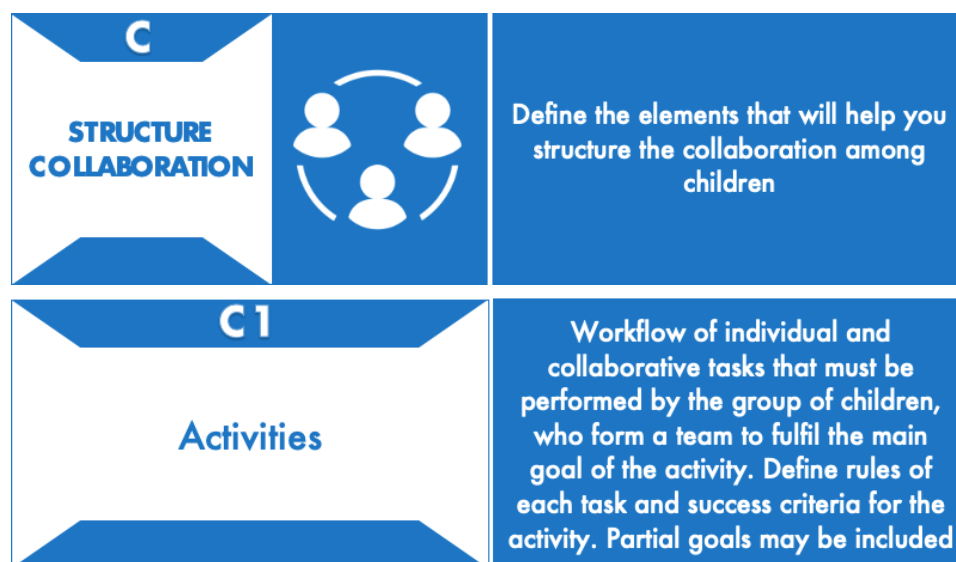 C
STRUCTURE
COLLABORATION
Define the elements that will help you
structure the collaboration among
children
C1
Activities
Workflow of individual and
collaborative tasks that must be
performed by the group of children,
who form a team to fulfil the main
goal of the activity. Define rules of
each task and success criteria for the
activity. Partial goals may be included